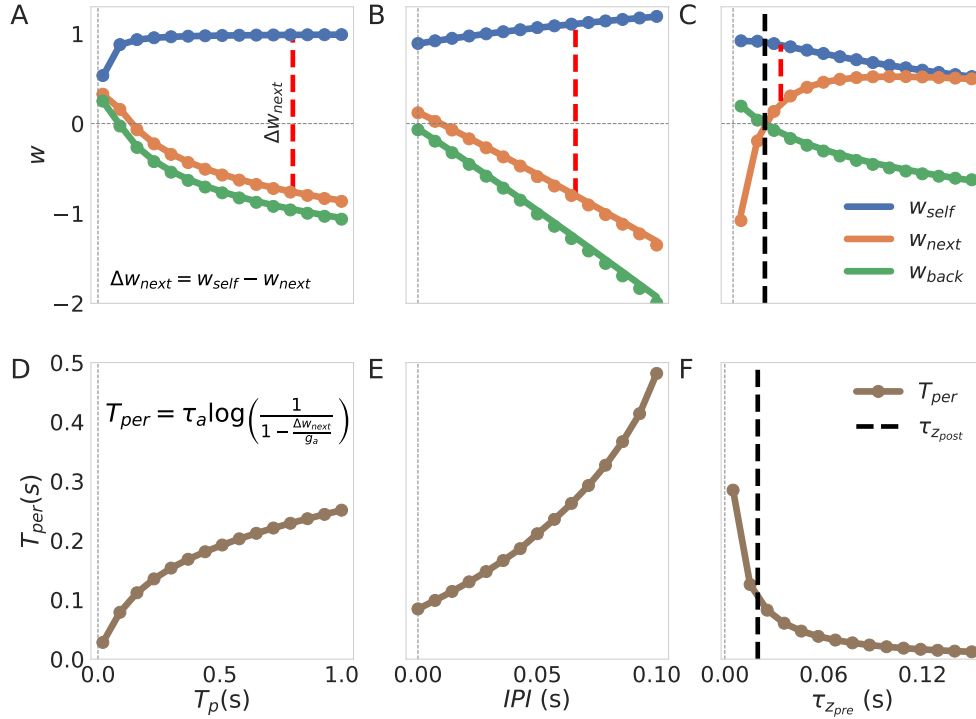 A
B
C
1
0
−1
−2
w
Δw_next
Δw_next = w_self − w_next
w_self
w_next
w_back
D
E
F
0.5
0.4
0.3
0.2
0.1
0.0
T_per(s)
T_per = τ_a log(1 / (1 − Δw_next / g_a))
T_per
τ_z_post
0.0 0.5 1.0
0.00 0.05 0.10
0.00 0.06 0.12
T_p(s)
IPI (s)
τ_z_pre (s)